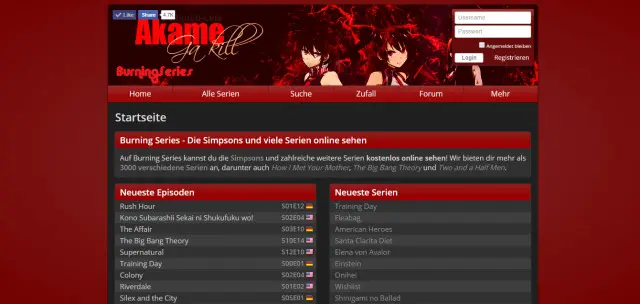 Like
Share
4.7K
Username
Akame
Ga kill
Passwort
Angemeldet bleiben
BurningSeries
Login
Registrieren
Home
Alle Serien
Suche
Zufall
Forum
Mehr
Startseite
Burning Series - Die Simpsons und viele Serien online sehen
Auf Burning Series kannst du die Simpsons und zahlreiche weitere Serien kostenlos online sehen! Wir bieten dir mehr als
3000 verschiedene Serien an, darunter auch How I Met Your Mother, The Big Bang Theory und Two and a Half Men.
Neueste Episoden
Rush Hour S01E12
Kono Subarashii Sekai ni Shukufuku wo! S02E04
The Affair S03E10
The Big Bang Theory S10E14
Supernatural S12E10
Training Day S00E01
Colony S02E04
Riverdale S01E02
Silex and the City S05E01
Neueste Serien
Training Day
Fleabag
American Heroes
Santa Clarita Diet
Elena von Avalor
Einstein
Onihei
Wishlist
Shinigami no Ballad